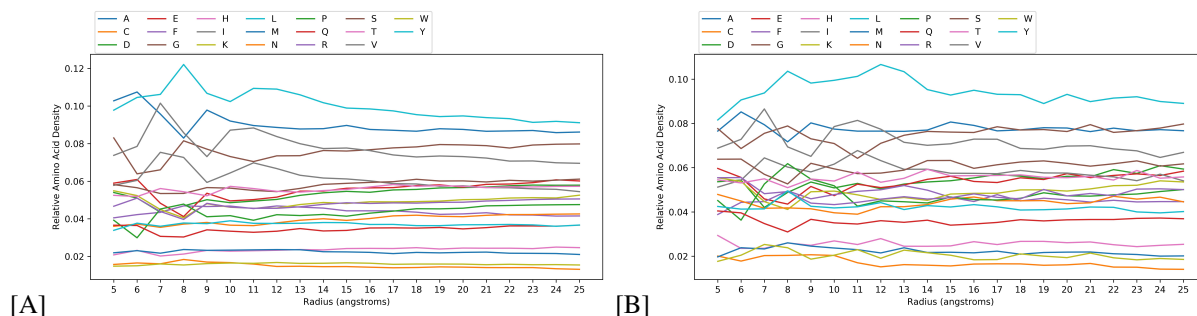 A E H L P S W
C F I M Q T Y
D G K N R V
Relative Amino Acid Density
0.12
0.10
0.08
0.06
0.04
0.02
5 6 7 8 9 10 11 12 13 14 15 16 17 18 19 20 21 22 23 24 25
Radius (angstroms)
[A]
A E H L P S W
C F I M Q T Y
D G K N R V
Relative Amino Acid Density
0.10
0.08
0.06
0.04
0.02
5 6 7 8 9 10 11 12 13 14 15 16 17 18 19 20 21 22 23 24 25
Radius (angstroms)
[B]